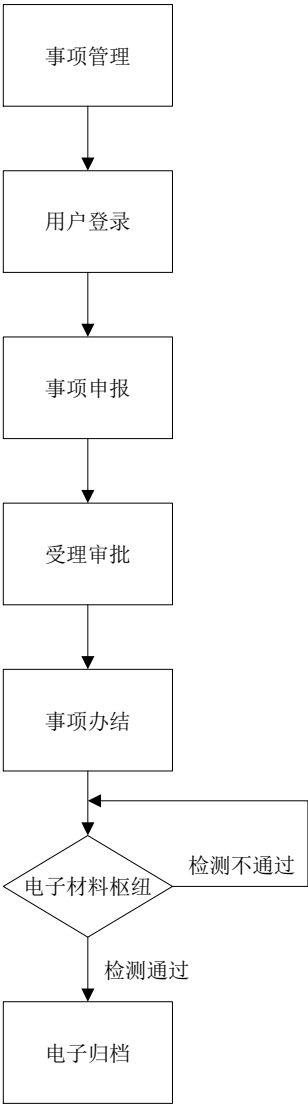 事项管理
用户登录
事项申报
受理审批
事项办结
检测不通过
电子材料枢纽
检测通过
电子归档